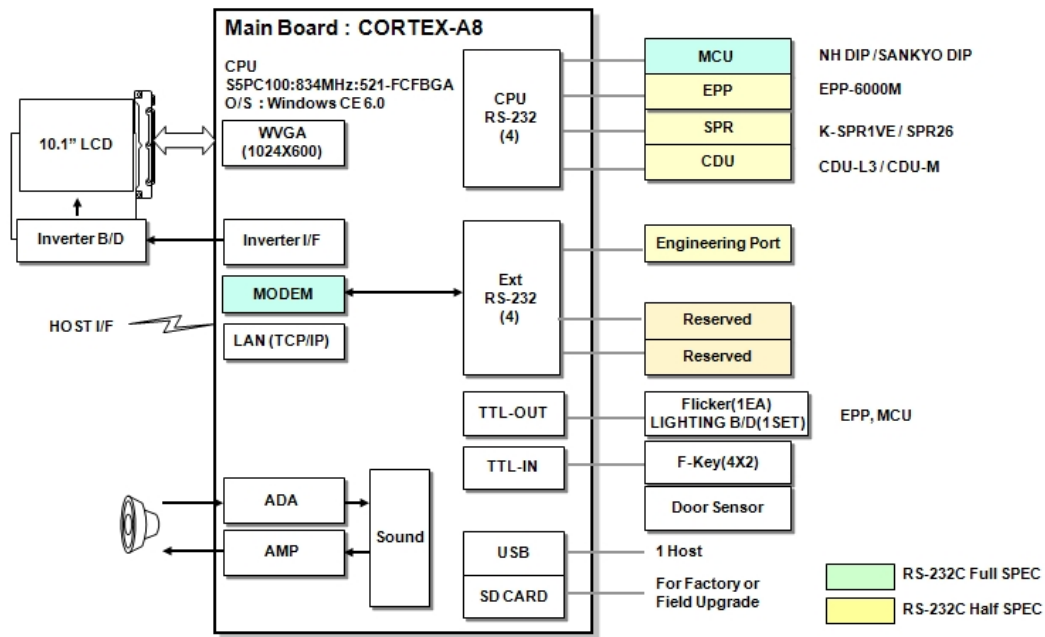 Main Board : CORTEX-A8
CPU
S5PC100:834MHz:521-FCFBGA
O/S : Windows CE 6.0
WVGA
(1024X600)
10.1” LCD
Inverter B/D
Inverter I/F
MODEM
HOST I/F
LAN (TCP/IP)
ADA
AMP
Sound
CPU
RS-232
(4)
MCU
NH DIP / SANKYO DIP
EPP
EPP-6000M
SPR
K-SPR1VE / SPR26
CDU
CDU-L3 / CDU-M
Ext
RS-232
(4)
Engineering Port
Reserved
Reserved
TTL-OUT
Flicker(1EA)
LIGHTING B/D(1SET)
EPP, MCU
TTL-IN
F-Key(4X2)
Door Sensor
USB
1 Host
SD CARD
For Factory or
Field Upgrade
RS-232C Full SPEC
RS-232C Half SPEC